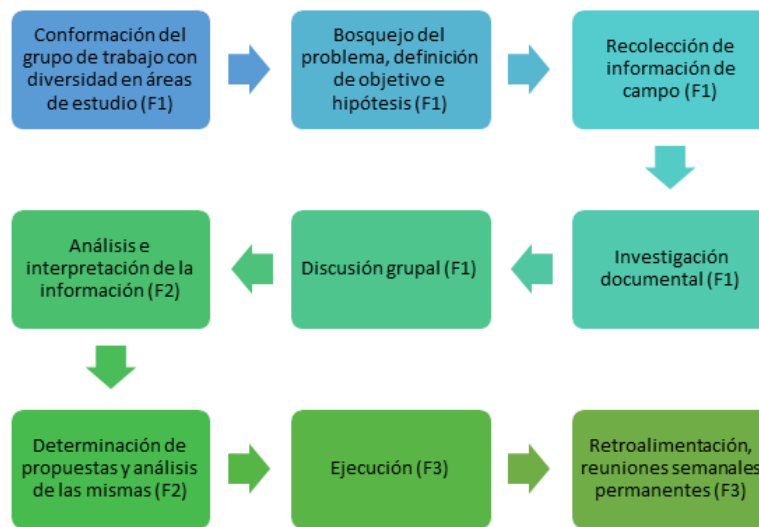 Conformación del
grupo de trabajo con
diversidad en áreas
de estudio (F1)
Bosquejo del
problema, definición
de objetivo e
hipótesis (F1)
Recolección de
información de
campo (F1)
Investigación
documental (F1)
Discusión grupal (F1)
Análisis e
interpretación de la
información (F2)
Determinación de
propuestas y análisis
de las mismas (F2)
Ejecución (F3)
Retroalimentación,
reuniones semanales
permanentes (F3)